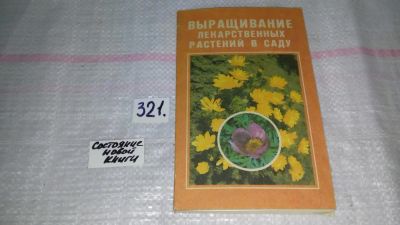 ВЫРАЩИВАНИЕ
ЛЕКАРСТВЕННЫХ
РАСТЕНИЙ В САДУ
321.
Состояние
новой
книги